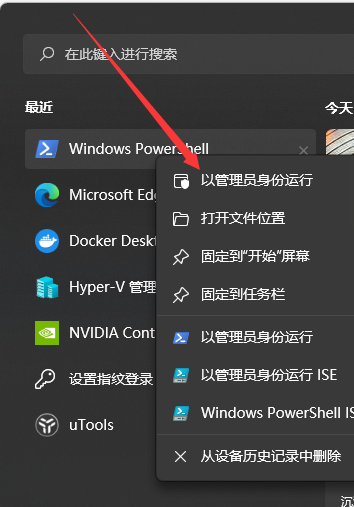 在此键入进行搜索
最近
今天
Windows PowerShell
以管理员身份运行
Microsoft Edg
打开文件位置
Docker Deskt
固定到“开始”屏幕
Hyper-V 管理
固定到任务栏
NVIDIA Cont
以管理员身份运行
设置指纹登录
以管理员身份运行 ISE
uTools
Windows PowerShell IS
从设备历史记录中删除